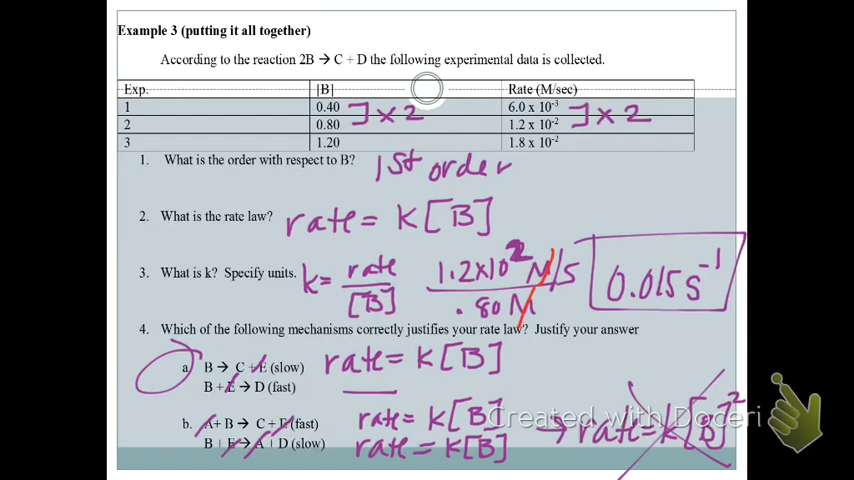 Example 3 (putting it all together)
According to the reaction 2B → C + D the following experimental data is collected.
Exp. [B] Rate (M/sec)
1 0.40 6.0 x 10⁻³
2 0.80 ] × 2 1.2 x 10⁻² ] × 2
3 1.20 1.8 x 10⁻²
1. What is the order with respect to B? 1st order
2. What is the rate law? rate = k[B]
3. What is k? Specify units. k = rate/[B] 1.2×10² M/S / .80 M 0.015 s⁻¹
4. Which of the following mechanisms correctly justifies your rate law? Justify your answer
a. B → C + E (slow) rate = k[B]
B + E → D (fast)
b. A + B → C + E (fast) rate = k[B]
B + E → A + D (slow) rate = k[B] → rate = k[B]²
Created with Doceri